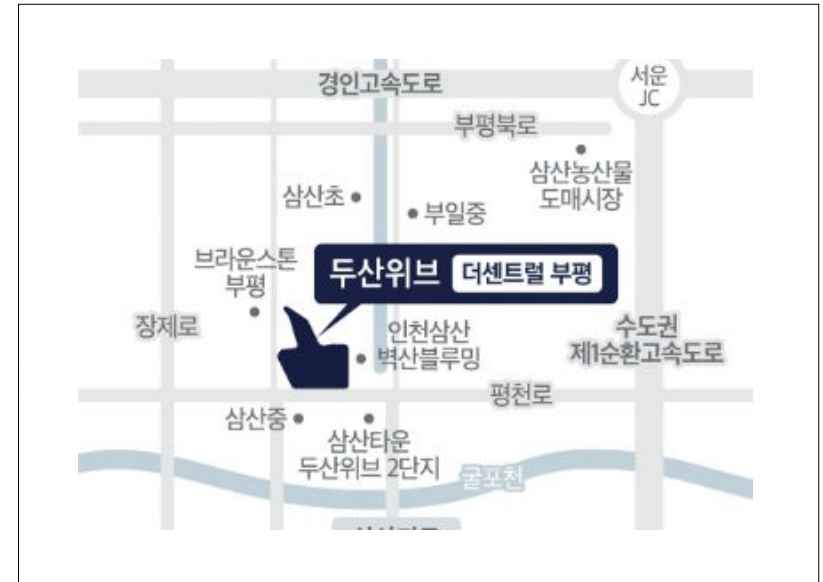 경인고속도로
서운
JC
부평북로
삼산농산물
도매시장
삼산초
부일중
브라운스톤
부평
두산위브 더센트럴 부평
장제로
인천삼산
벽산블루밍
수도권
제1순환고속도로
평천로
삼산중
삼산타운
두산위브 2단지
굴포천